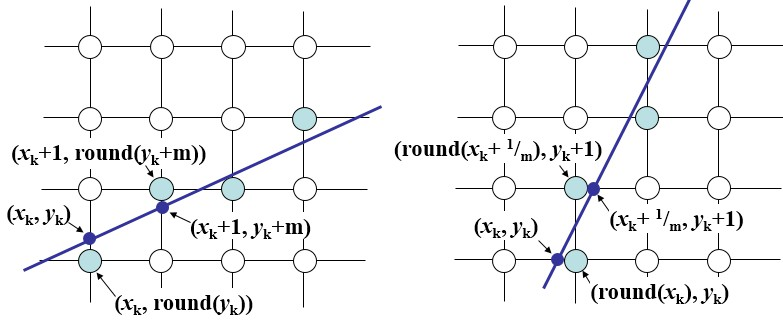 (xk+1, round(yk+m))
(xk, yk)
(xk+1, yk+m)
(xk, round(yk))
(round(xk+ 1/m), yk+1)
(xk, yk)
(xk+ 1/m, yk+1)
(round(xk), yk)